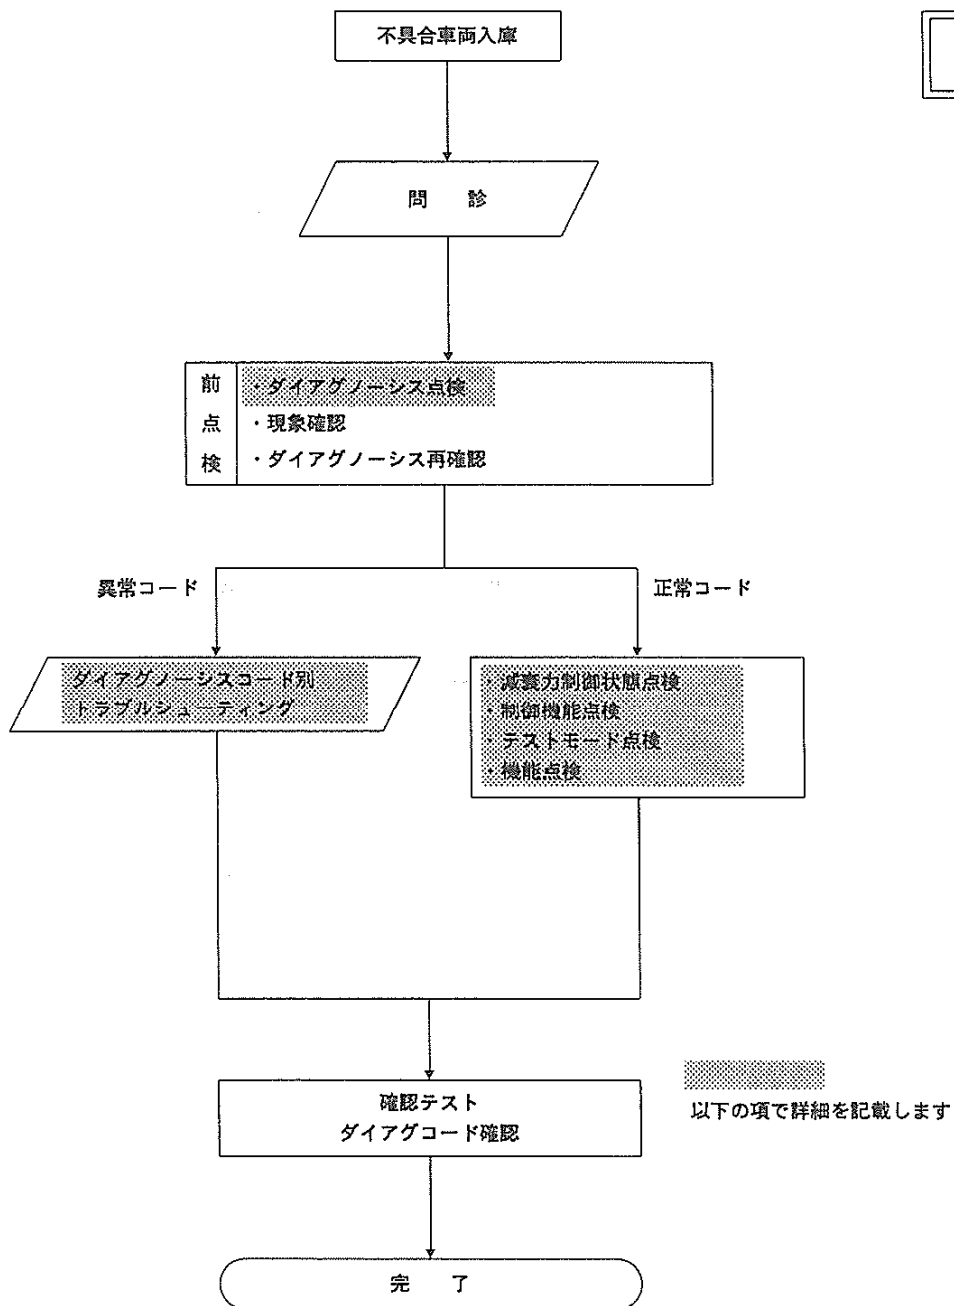 不具合車両入庫
問 診
前点検
・ダイアグノーシス点検
・現象確認
・ダイアグノーシス再確認
異常コード
正常コード
ダイアグノーシスコード別
トラブルシューティング
・減衰力制御状態点検
・制御機能点検
・テストモード点検
・機能点検
確認テスト
ダイアグコード確認
以下の項で詳細を記載します
完 了